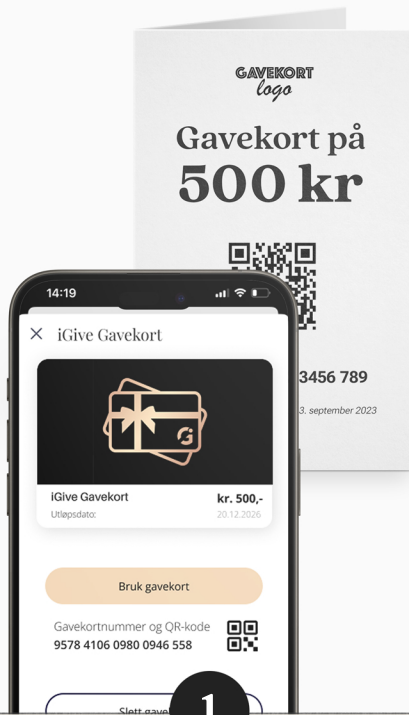 GAVEKORT
logo
Gavekort på
500 kr
3456 789
3. september 2023
14:19
iGive Gavekort
iGive Gavekort
kr. 500,-
Utløpsdato:
20.12.2026
Bruk gavekort
Gavekortnummer og QR-kode
9578 4106 0980 0946 558
Slett
1